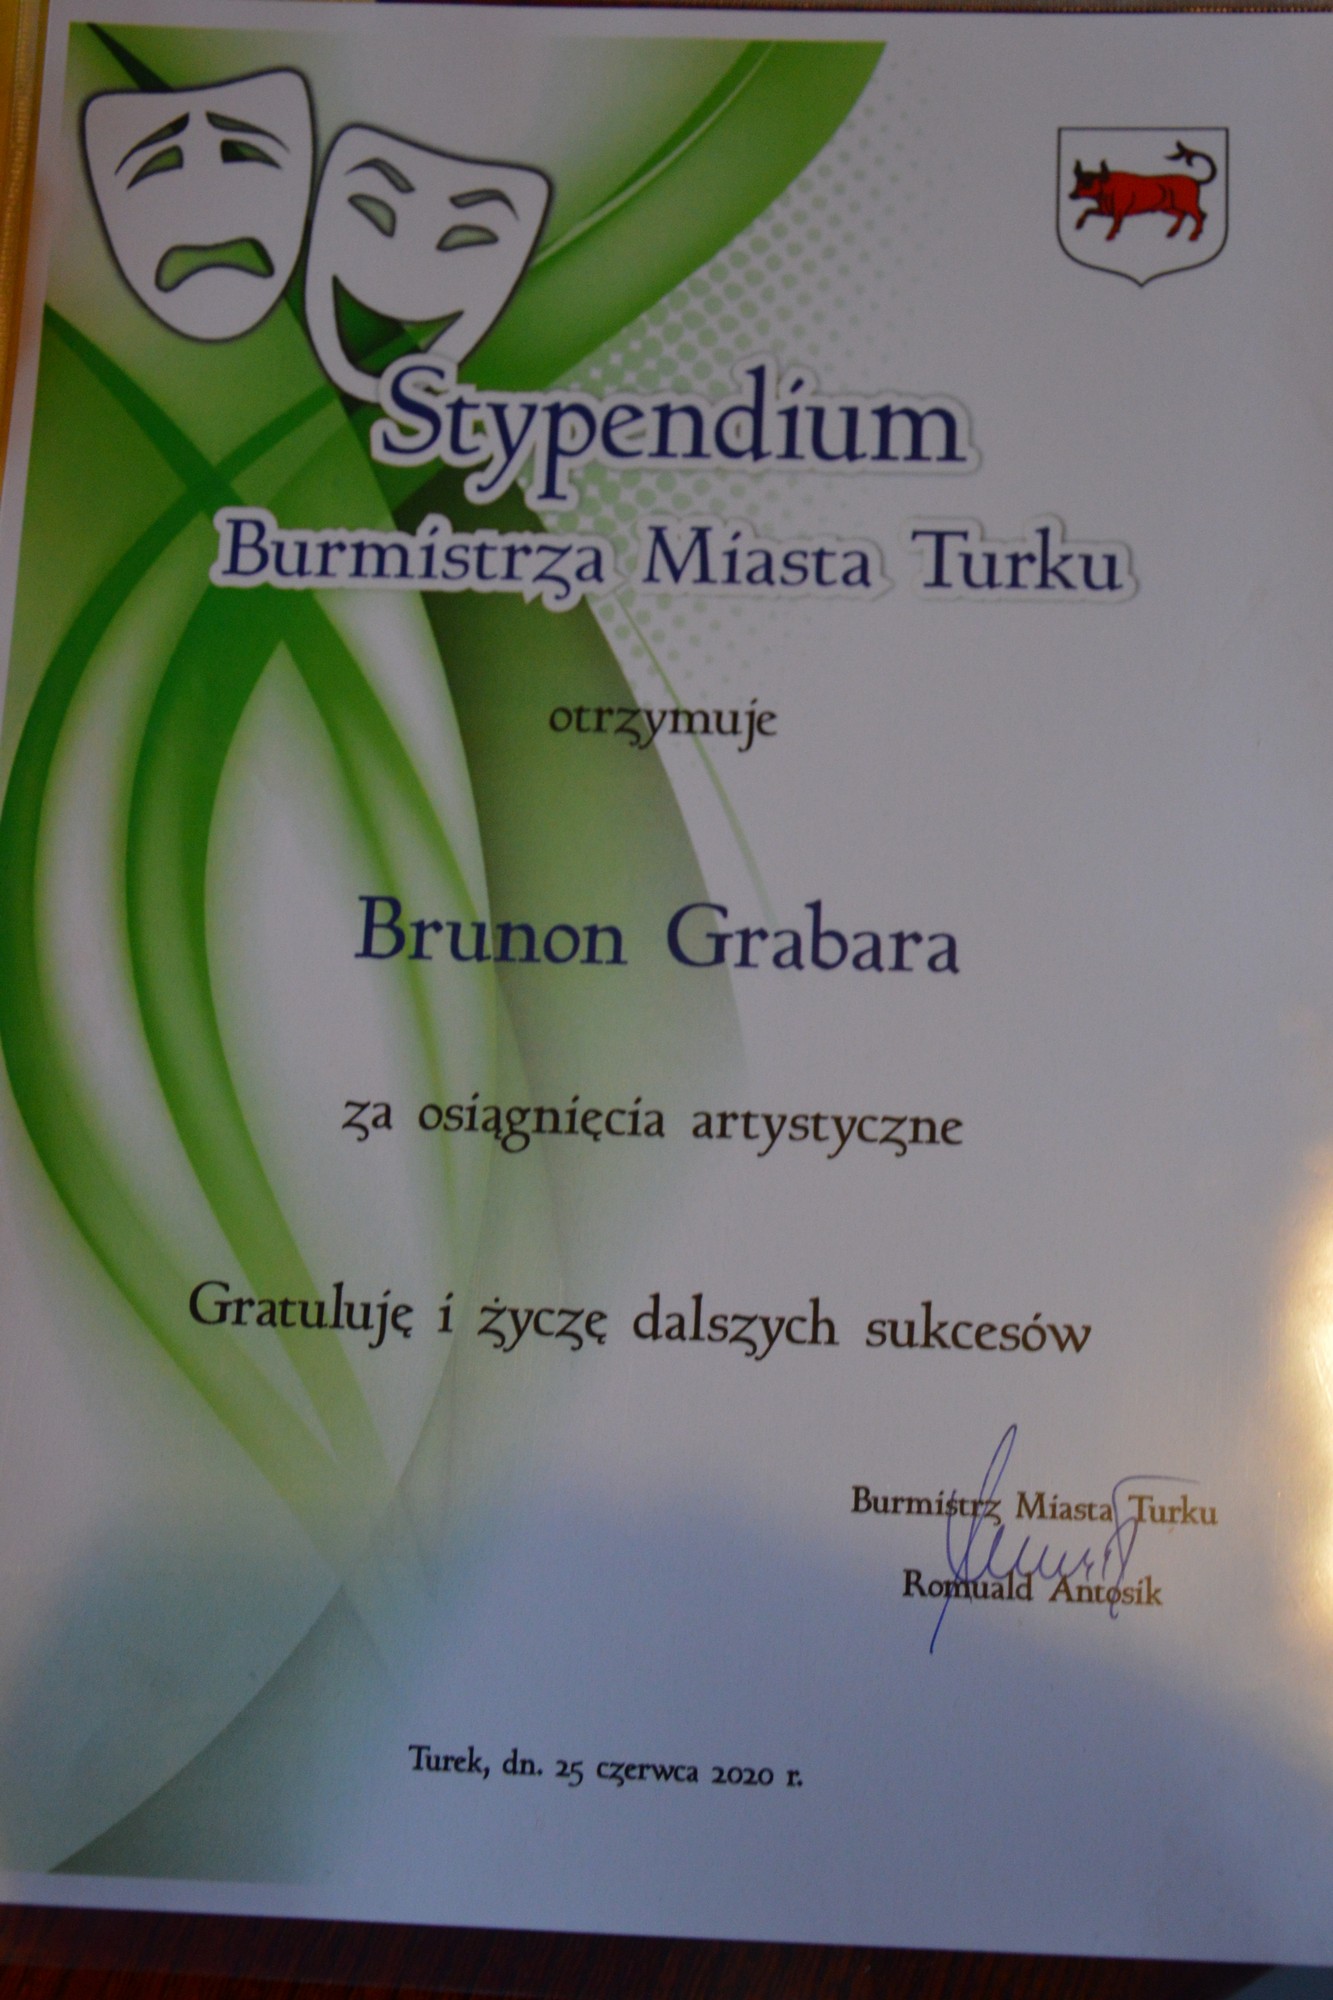 Stypendium
Burmistrza Miasta Turku
otrzymuje
Brunon Grabara
za osiągnięcia artystyczne
Gratuluję i życzę dalszych sukcesów
Burmistrz Miasta Turku
Romuald Antosik
Turek, dn. 25 czerwca 2020 r.